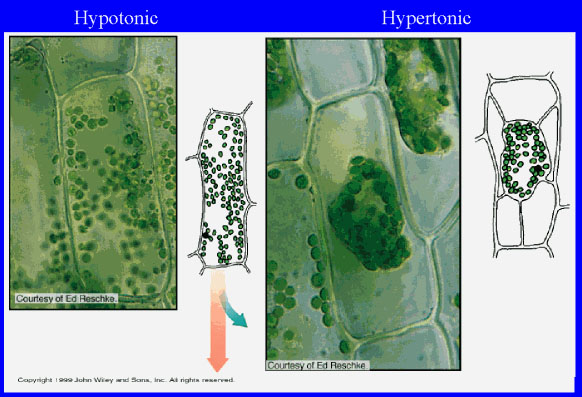 Hypotonic
Hypertonic
Courtesy of Ed Reschke.
Courtesy of Ed Reschke.
Copyright 1999 John Wiley and Sons, Inc. All rights reserved.